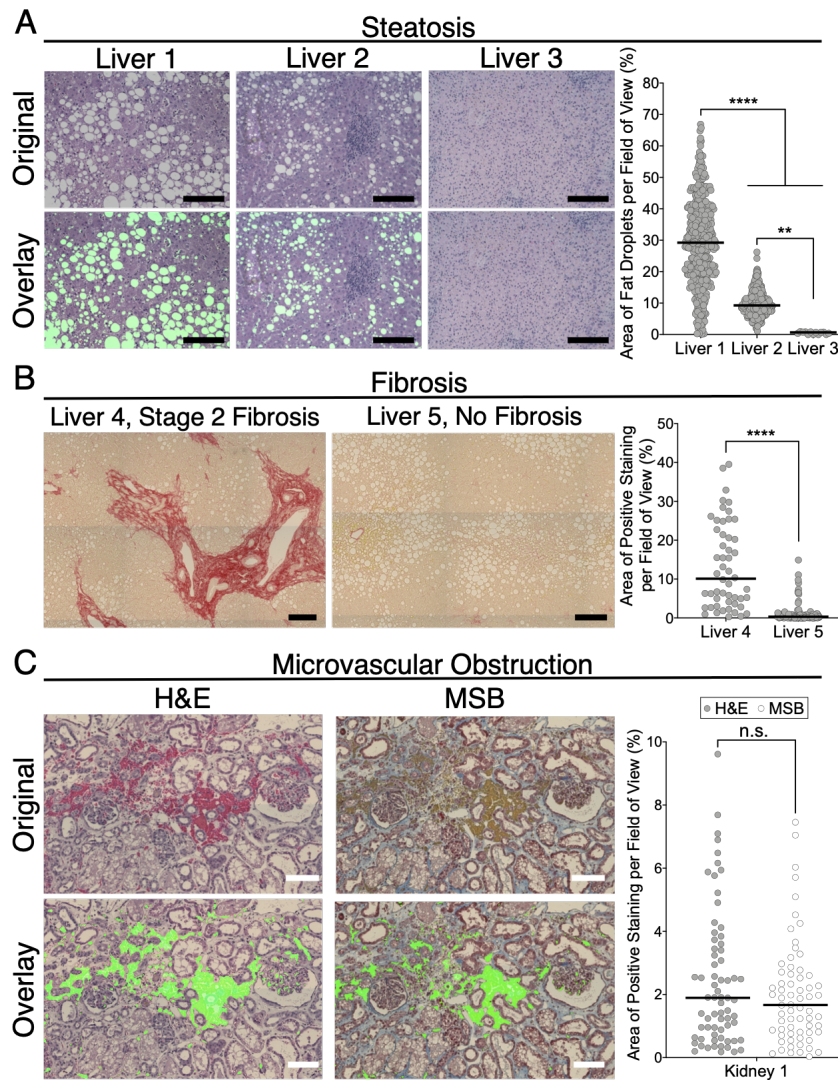 A
Steatosis
Liver 1
Liver 2
Liver 3
Original
Overlay
Area of Fat Droplets per Field of View (%)
80
70
60
50
40
30
20
10
0
****
**
Liver 1
Liver 2
Liver 3
B
Fibrosis
Liver 4, Stage 2 Fibrosis
Liver 5, No Fibrosis
Area of Positive Staining
per Field of View (%)
50
40
30
20
10
0
****
Liver 4
Liver 5
C
Microvascular Obstruction
H&E
MSB
Original
Overlay
H&E
MSB
n.s.
Area of Positive Staining per Field of View (%)
10
8
6
4
2
0
Kidney 1